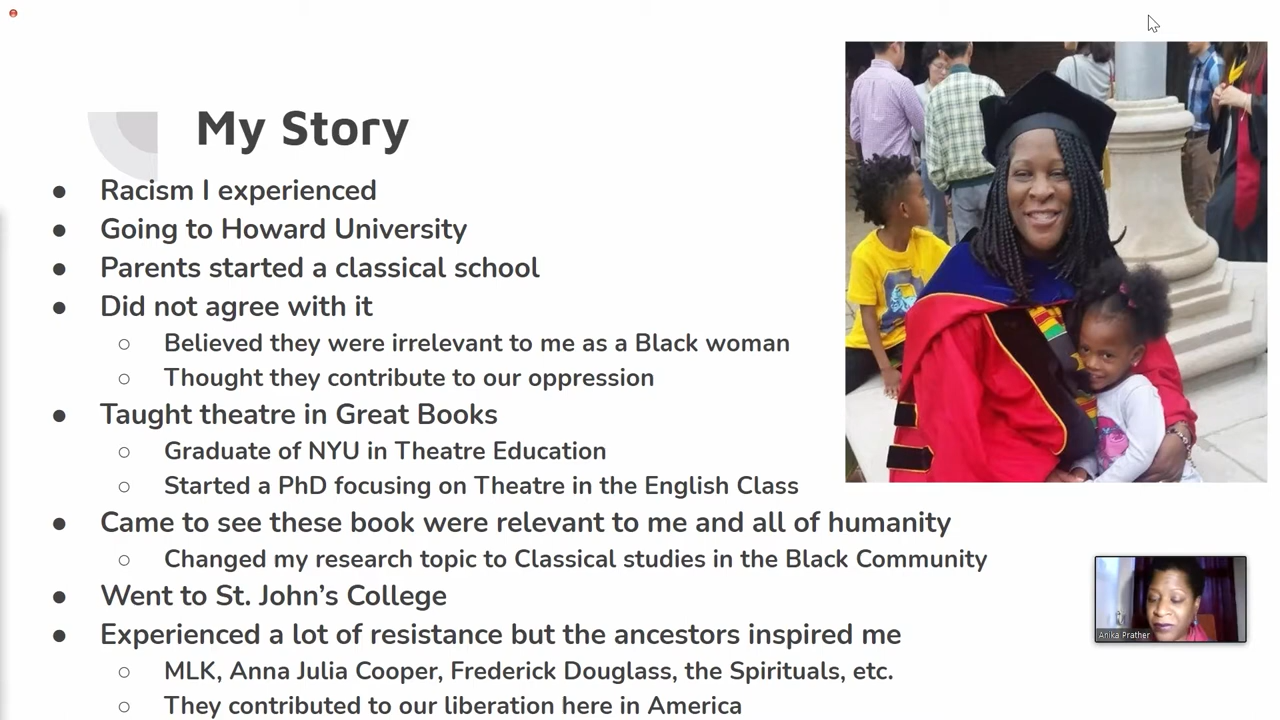 My Story
● Racism I experienced
● Going to Howard University
● Parents started a classical school
● Did not agree with it
○ Believed they were irrelevant to me as a Black woman
○ Thought they contribute to our oppression
● Taught theatre in Great Books
○ Graduate of NYU in Theatre Education
○ Started a PhD focusing on Theatre in the English Class
● Came to see these book were relevant to me and all of humanity
○ Changed my research topic to Classical studies in the Black Community
● Went to St. John’s College
● Experienced a lot of resistance but the ancestors inspired me
○ MLK, Anna Julia Cooper, Frederick Douglass, the Spirituals, etc.
○ They contributed to our liberation here in America
Anika Prather